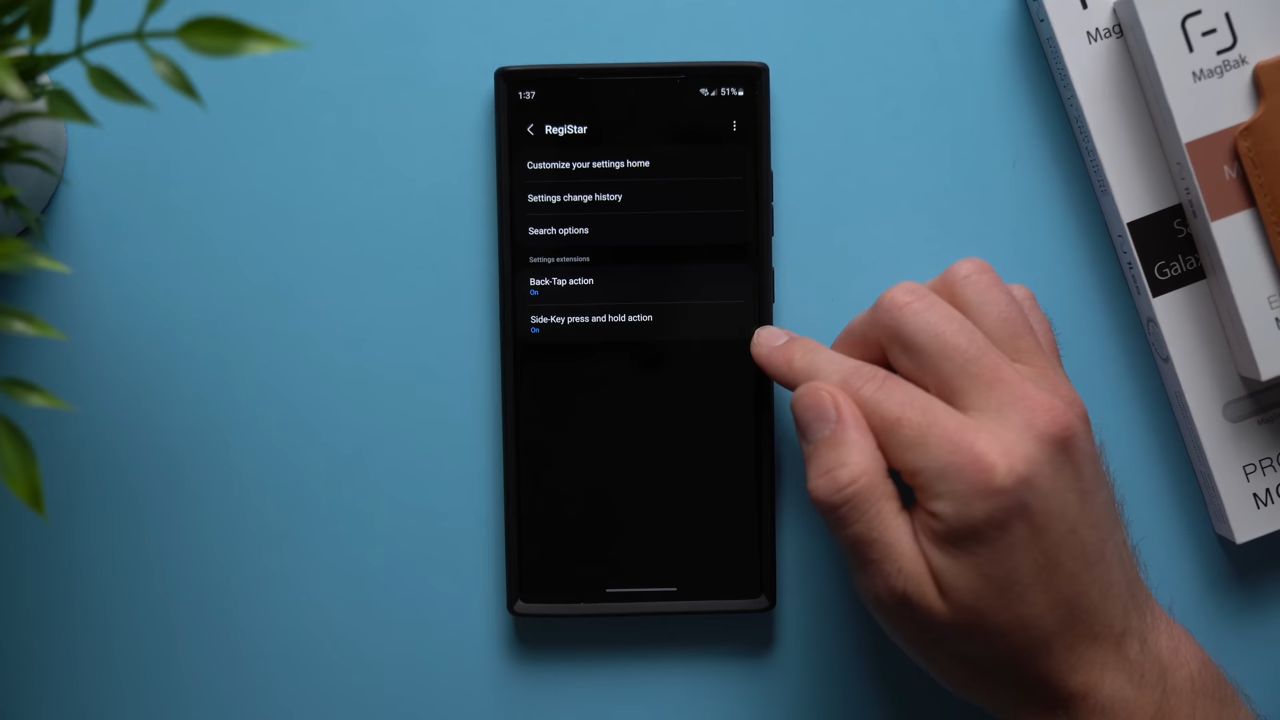 1:37
51%
RegiStar
Customize your settings home
Settings change history
Search options
Settings extensions
Back-Tap action
On
Side-Key press and hold action
On
Mag
MagBak
Galax
PRO